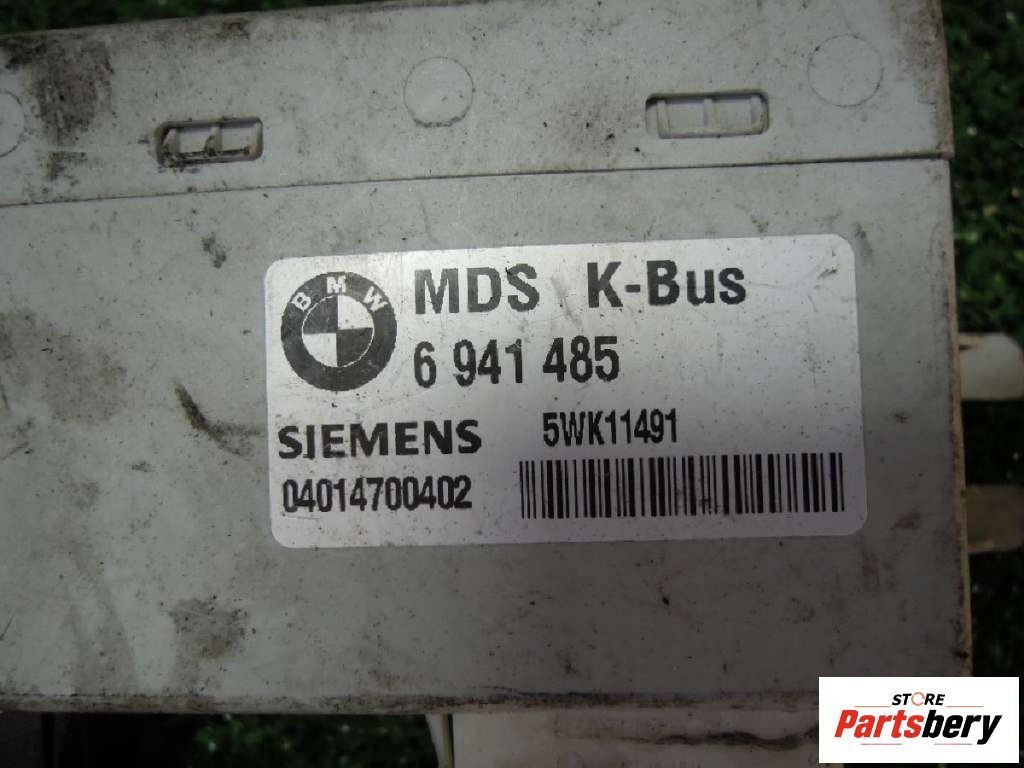 BMW
MDS K-Bus
6 941 485
SIEMENS 5WK11491
04014700402
STORE
Partsbery